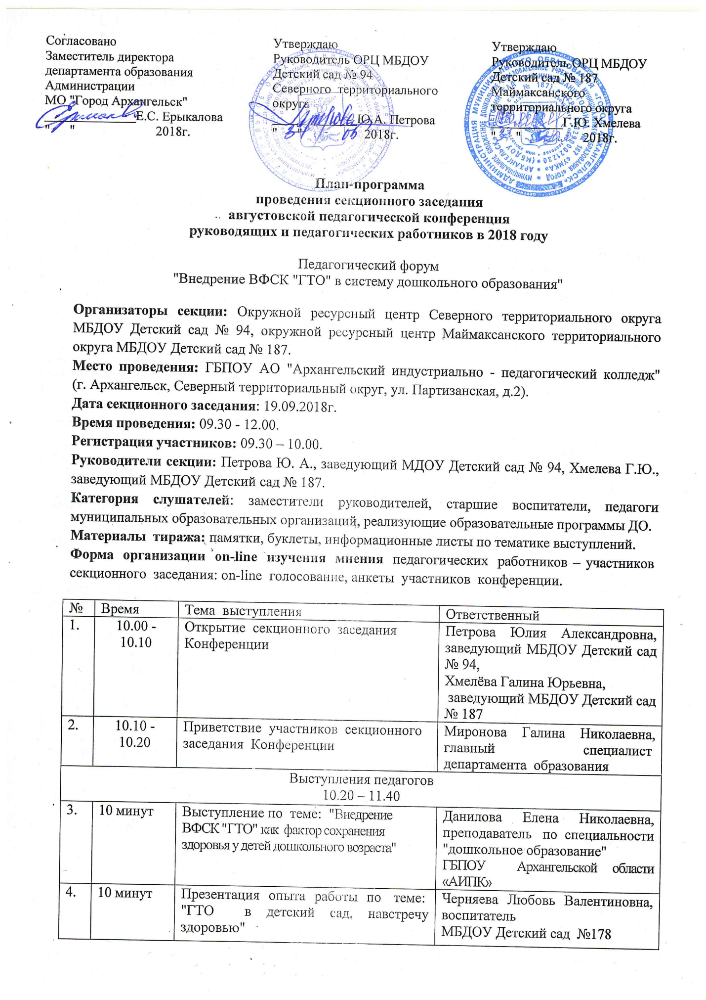 Согласовано
Заместитель директора
департамента образования
Администрации
МО "Город Архангельск"
Е.С. Ерыкалова
" " 2018г.
Утверждаю
Руководитель ОРЦ МБДОУ
Детский сад № 94
Северного территориального
округа
Ю.А. Петрова
" " 2018г.
Утверждаю
Руководитель ОРЦ МБДОУ
Детский сад № 187
Маймаксанского
территориального округа
Г.Ю. Хмелева
" " 2018г.
План-программа
проведения секционного заседания
августовской педагогической конференция
руководящих и педагогических работников в 2018 году
Педагогический форум
"Внедрение ВФСК "ГТО" в систему дошкольного образования"
Организаторы секции: Окружной ресурсный центр Северного территориального округа
МБДОУ Детский сад № 94, окружной ресурсный центр Маймаксанского территориального
округа МБДОУ Детский сад № 187.
Место проведения: ГБПОУ АО "Архангельский индустриально - педагогический колледж"
(г. Архангельск, Северный территориальный округ, ул. Партизанская, д.2).
Дата секционного заседания: 19.09.2018г.
Время проведения: 09.30 - 12.00.
Регистрация участников: 09.30 – 10.00.
Руководители секции: Петрова Ю. А., заведующий МДОУ Детский сад № 94, Хмелева Г.Ю.,
заведующий МБДОУ Детский сад № 187.
Категория слушателей: заместители руководителей, старшие воспитатели, педагоги
муниципальных образовательных организаций, реализующие образовательные программы ДО.
Материалы тиража: памятки, буклеты, информационные листы по тематике выступлений.
Форма организации on-line изучения мнения педагогических работников – участников
секционного заседания: on-line голосование, анкеты участников конференции.
№ Время Тема выступления Ответственный
1. 10.00 -
10.10
Открытие секционного заседания
Конференции
Петрова Юлия Александровна,
заведующий МБДОУ Детский сад
№ 94,
Хмелёва Галина Юрьевна,
заведующий МБДОУ Детский сад
№ 187
2. 10.10 -
10.20
Приветствие участников секционного
заседания Конференции
Миронова Галина Николаевна,
главный специалист
департамента образования
Выступления педагогов
10.20 – 11.40
3. 10 минут
Выступление по теме: "Внедрение
ВФСК "ГТО" как фактор сохранения
здоровья у детей дошкольного возраста"
Данилова Елена Николаевна,
преподаватель по специальности
"дошкольное образование"
ГБПОУ Архангельской области
«АИПК»
4. 10 минут
Презентация опыта работы по теме:
"ГТО в детский сад, навстречу
здоровью"
Черняева Любовь Валентиновна,
воспитатель
МБДОУ Детский сад №178